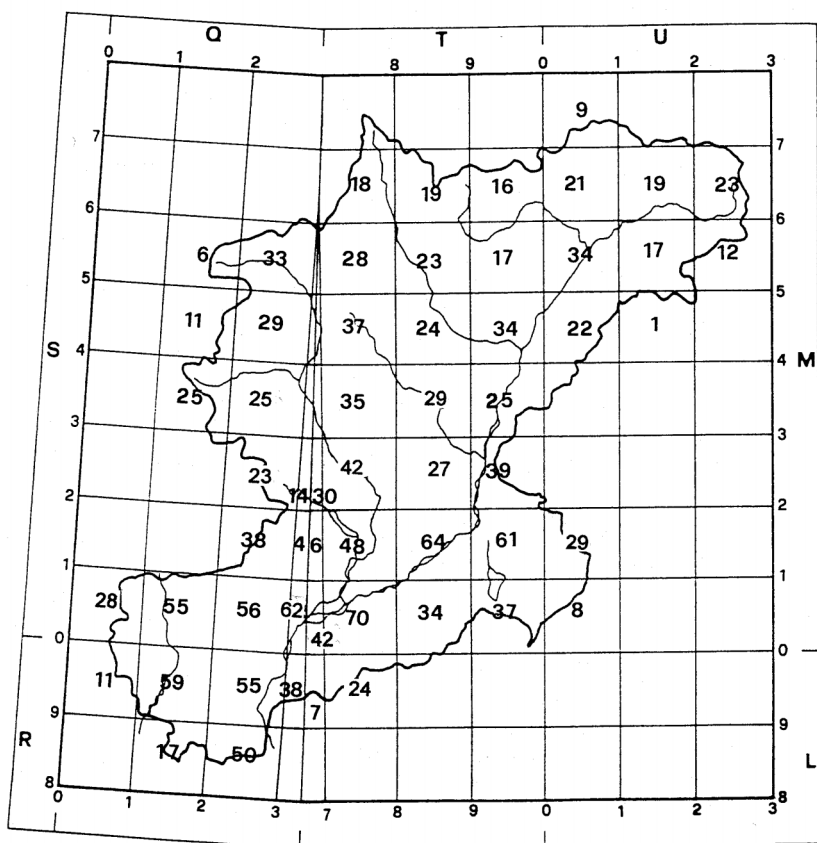 Q T U
0 1 2 8 9 0 1 2 3
9
7 7
18 19 16 21 19 23
6 6
6 33 28 23 17 34 17 12
5 5
11 29 37 24 34 22 1
S 4 4 M
25 25 35 29 25
3 3
23 42 27 39
2 14 30 2
38 4 6 48 64 61 29
1 1
28 55 56 62 70 34 37 8
0 42 0
11 59 55 38 24
9 7 9
R 17 50 L
8 8
0 1 2 3 7 8 9 0 1 2 3